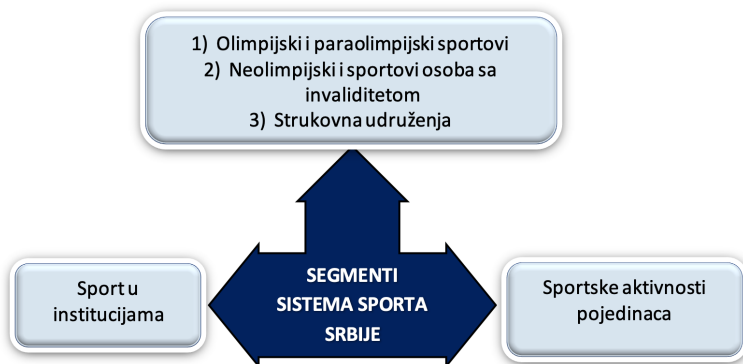 1) Olimpijski i paraolimpijski sportovi
2) Neolimpijski i sportovi osoba sa
invaliditetom
3) Strukovna udruženja
Sport u
institucijama
SEGMENTI
SISTEMA SPORTA
SRBIJE
Sportske aktivnosti
pojedinaca